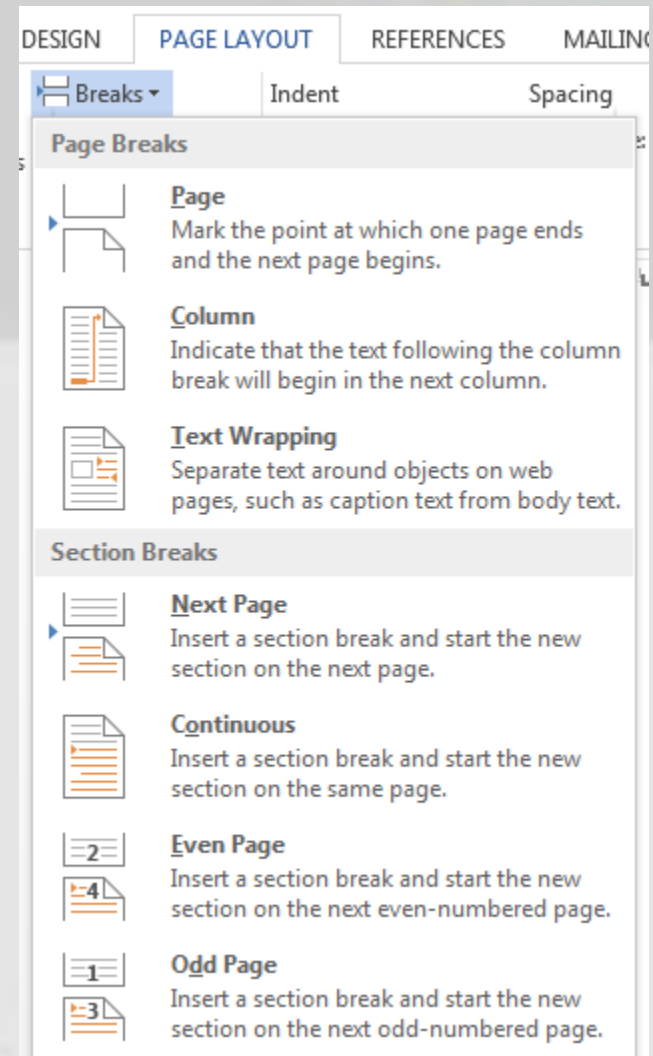 DESIGN PAGE LAYOUT REFERENCES
Breaks Indent Spacing
Page Breaks
Page
Mark the point at which one page ends
and the next page begins.
Column
Indicate that the text following the column
break will begin in the next column.
Text Wrapping
Separate text around objects on web
pages, such as caption text from body text.
Section Breaks
Next Page
Insert a section break and start the new
section on the next page.
Continuous
Insert a section break and start the new
section on the same page.
2
4
Even Page
Insert a section break and start the new
section on the next even-numbered page.
1
3
Odd Page
Insert a section break and start the new
section on the next odd-numbered page.